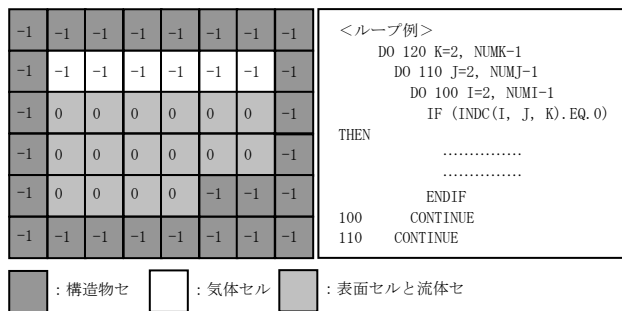 -1 -1 -1 -1 -1 -1 -1 -1
-1 -1 -1 -1 -1 -1 -1 -1
-1 0 0 0 0 0 0 -1
-1 0 0 0 0 0 0 -1
-1 0 0 0 0 -1 -1 -1
-1 -1 -1 -1 -1 -1 -1 -1
<ループ例>
DO 120 K=2, NUMK-1
DO 110 J=2, NUMJ-1
DO 100 I=2, NUMI-1
IF (INDC(I, J, K).EQ.0)
THEN
……………
……………
ENDIF
100 CONTINUE
110 CONTINUE
:構造物セ
:気体セル
:表面セルと流体セ